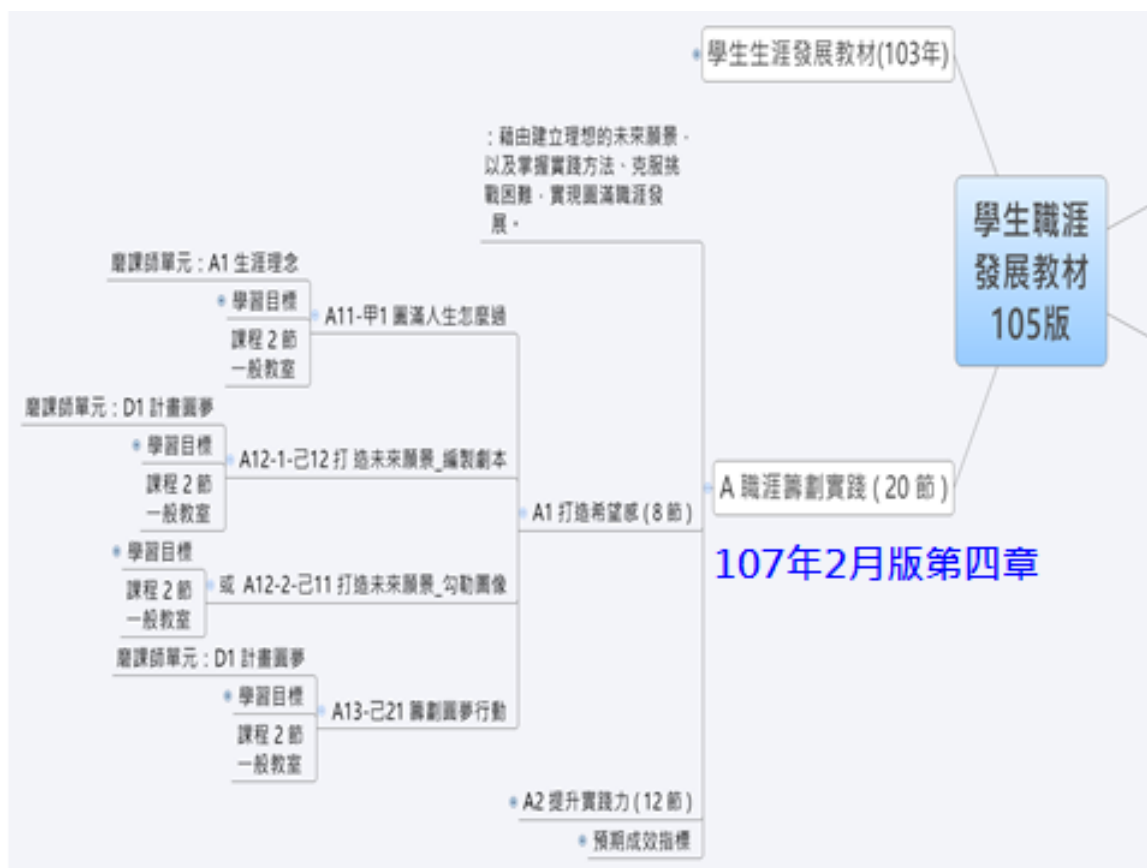 學生生涯發展教材(103年)
：藉由建立理想的未來願景，
以及掌握實踐方法、克服挑
戰困難，實現圓滿職涯發
展。
學生職涯
發展教材
105版
磨課師單元：A1 生涯理念
學習目標
A11-甲1 圓滿人生怎麼過
課程 2 節
一般教室
磨課師單元：D1 計畫圓夢
學習目標
A12-1-己12 打 造未來願景_編製劇本
課程 2 節
一般教室
A 職涯籌劃實踐 ( 20 節 )
A1 打造希望感 ( 8 節 )
107年2月版第四章
學習目標
或 A12-2-己11 打造未來願景_勾勒圖像
課程 2 節
一般教室
磨課師單元：D1 計畫圓夢
學習目標
A13-己21 籌劃圓夢行動
課程 2 節
一般教室
A2 提升實踐力 ( 12 節 )
預期成效指標